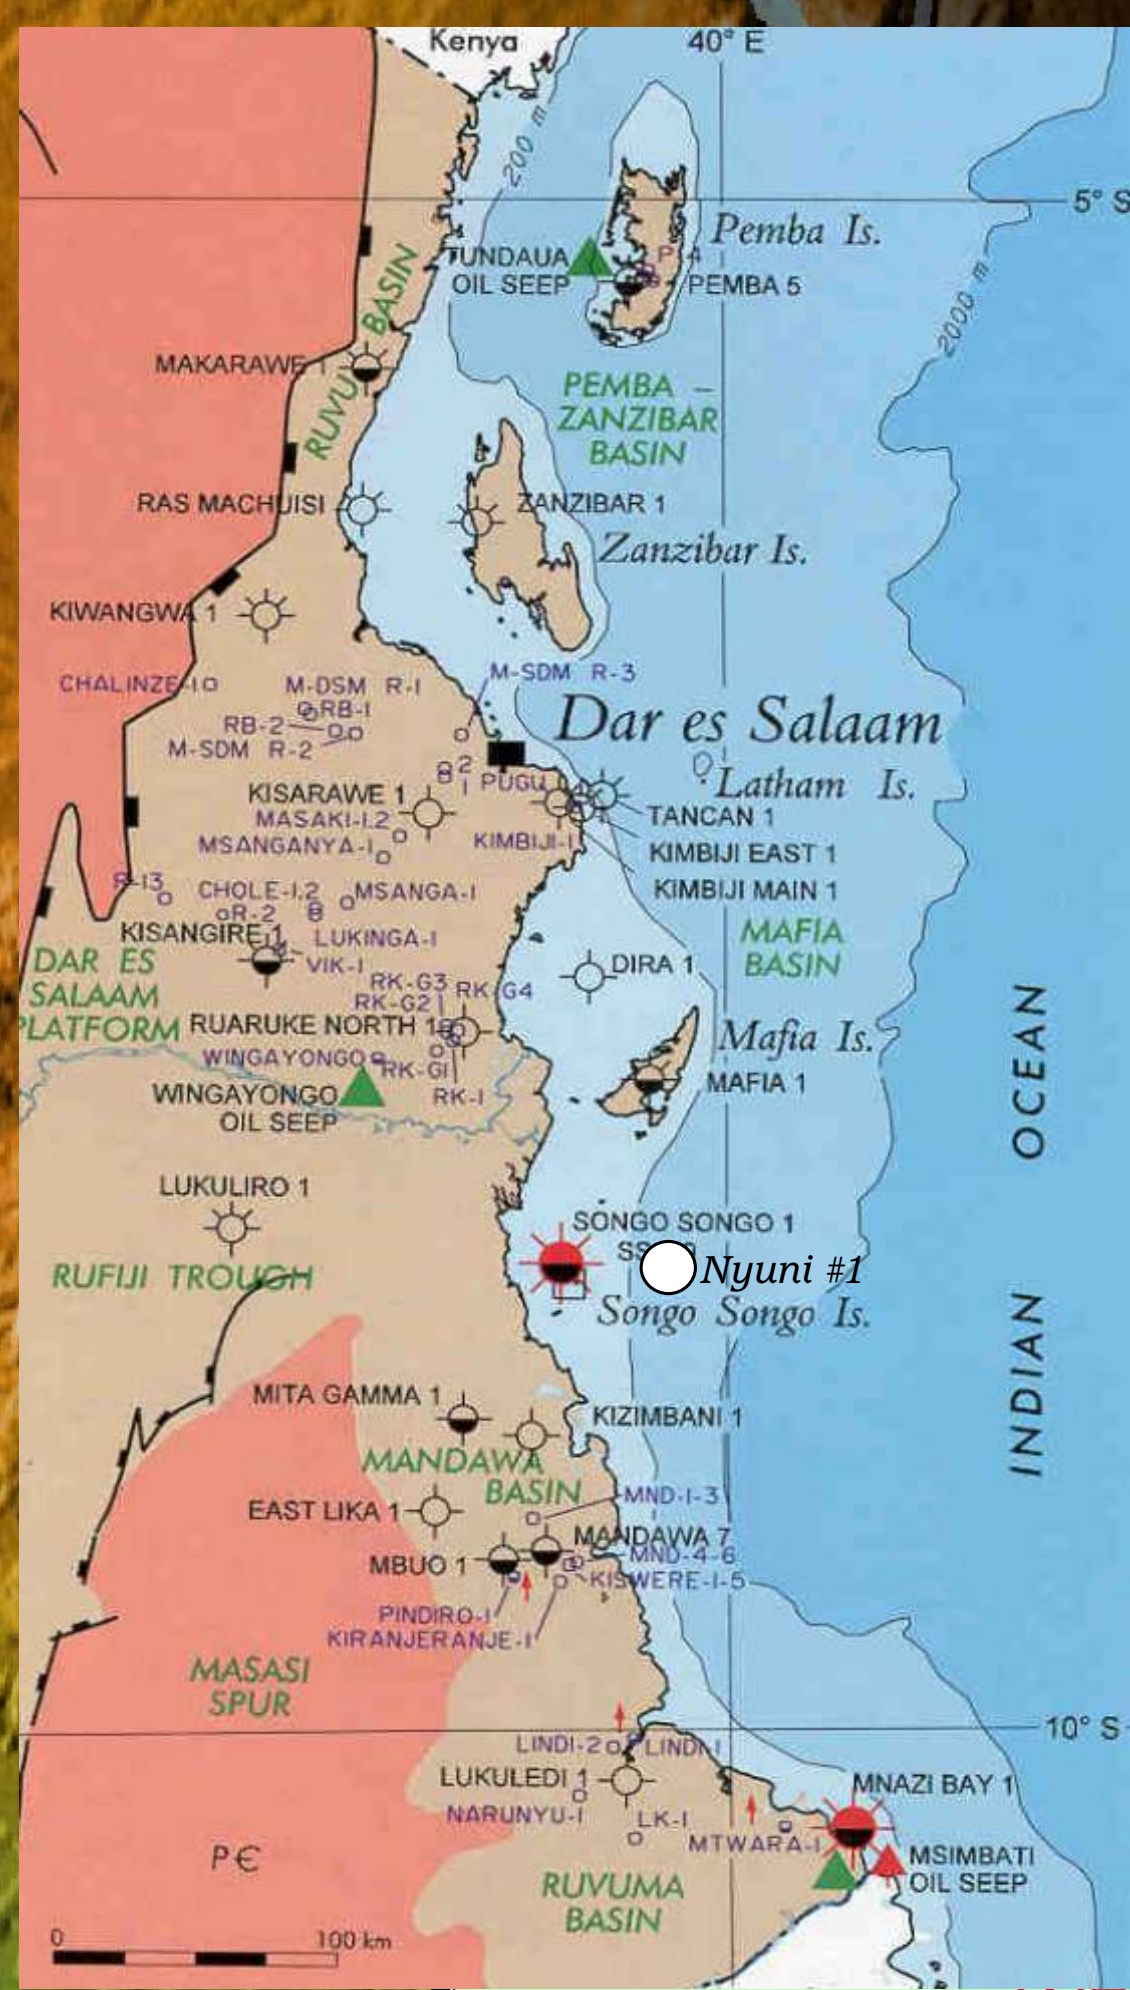 Kenya
40° E
200 m
5° S
Pemba Is.
TUNDAUA
OIL SEEP
PEMBA 5
2000 m
RUVU BASIN
MAKARAWE 1
PEMBA –
ZANZIBAR
BASIN
RAS MACHUISI
ZANZIBAR 1
Zanzibar Is.
KIWANGWA 1
CHALINZE-1
M-DSM R-1
M-SDM R-3
RB-1
RB-2
M-SDM R-2
Dar es Salaam
2
1
PUGU
Latham Is.
KISARAWE 1
TANCAN 1
MASAKI-1.2
KIMBIJI-1
MSANGANYA-1
KIMBIJI EAST 1
KIMBIJI MAIN 1
R-13
CHOLE-1.2
MSANGA-1
R-2
KISANGIRE 1
LUKINGA-1
MAFIA
BASIN
DAR ES
SALAAM
PLATFORM
VIK-1
DIRA 1
RK-G3
RK G4
RK-G2
RUARUKE NORTH 1
Mafia Is.
WINGAYONGO
RK-G1
MAFIA 1
WINGAYONGO
OIL SEEP
RK-1
LUKULIRO 1
SONGO SONGO 1
Nyuni #1
RUFIJI TROUGH
Songo Songo Is.
INDIAN OCEAN
MITA GAMMA 1
KIZIMBANI 1
MANDAWA
BASIN
MND-1-3
EAST LIKA 1
MANDAWA 7
MND-4-6
MBUO 1
KISWERE-1-5
PINDIRO-1
KIRANJERANJE-1
MASASI
SPUR
10° S
LINDI-2
LINDI 1
LUKULEDI 1
MNAZI BAY 1
NARUNYU-1
LK-1
MTWARA-1
MSIMBATI
OIL SEEP
P€
RUVUMA
BASIN
0
100 km